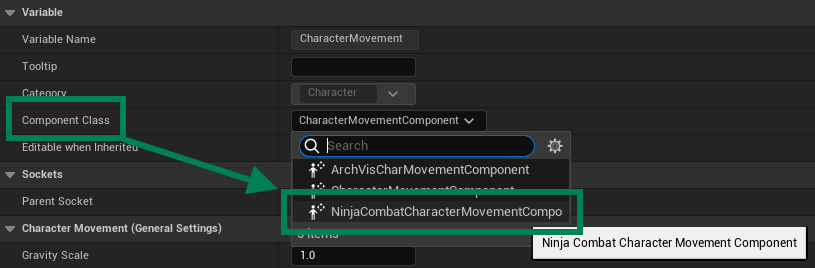 Variable
Variable Name CharacterMovement
Tooltip
Category Character
Component Class CharacterMovementComponent
Editable when Inherited Search
ArchVisCharMovementComponent
Sockets CharacterMovementComponent
Parent Socket NinjaCombatCharacterMovementCompo
Character Movement (General Settings) 3 items
Ninja Combat Character Movement Component
Gravity Scale 1.0